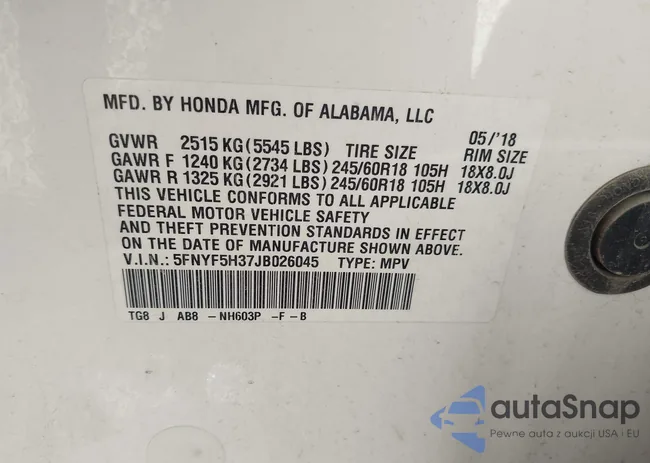 MFD. BY HONDA MFG. OF ALABAMA, LLC
05/'18
GVWR 2515 KG (5545 LBS) TIRE SIZE RIM SIZE
GAWR F 1240 KG (2734 LBS) 245/60R18 105H 18X8.0J
GAWR R 1325 KG (2921 LBS) 245/60R18 105H 18X8.0J
THIS VEHICLE CONFORMS TO ALL APPLICABLE
FEDERAL MOTOR VEHICLE SAFETY
AND THEFT PREVENTION STANDARDS IN EFFECT
ON THE DATE OF MANUFACTURE SHOWN ABOVE.
V.I.N.: 5FNYF5H37JB026045 TYPE: MPV
TG8 J AB8 -NH603P -F-B
autaSnap
Pewne auta z aukcji USA i EU